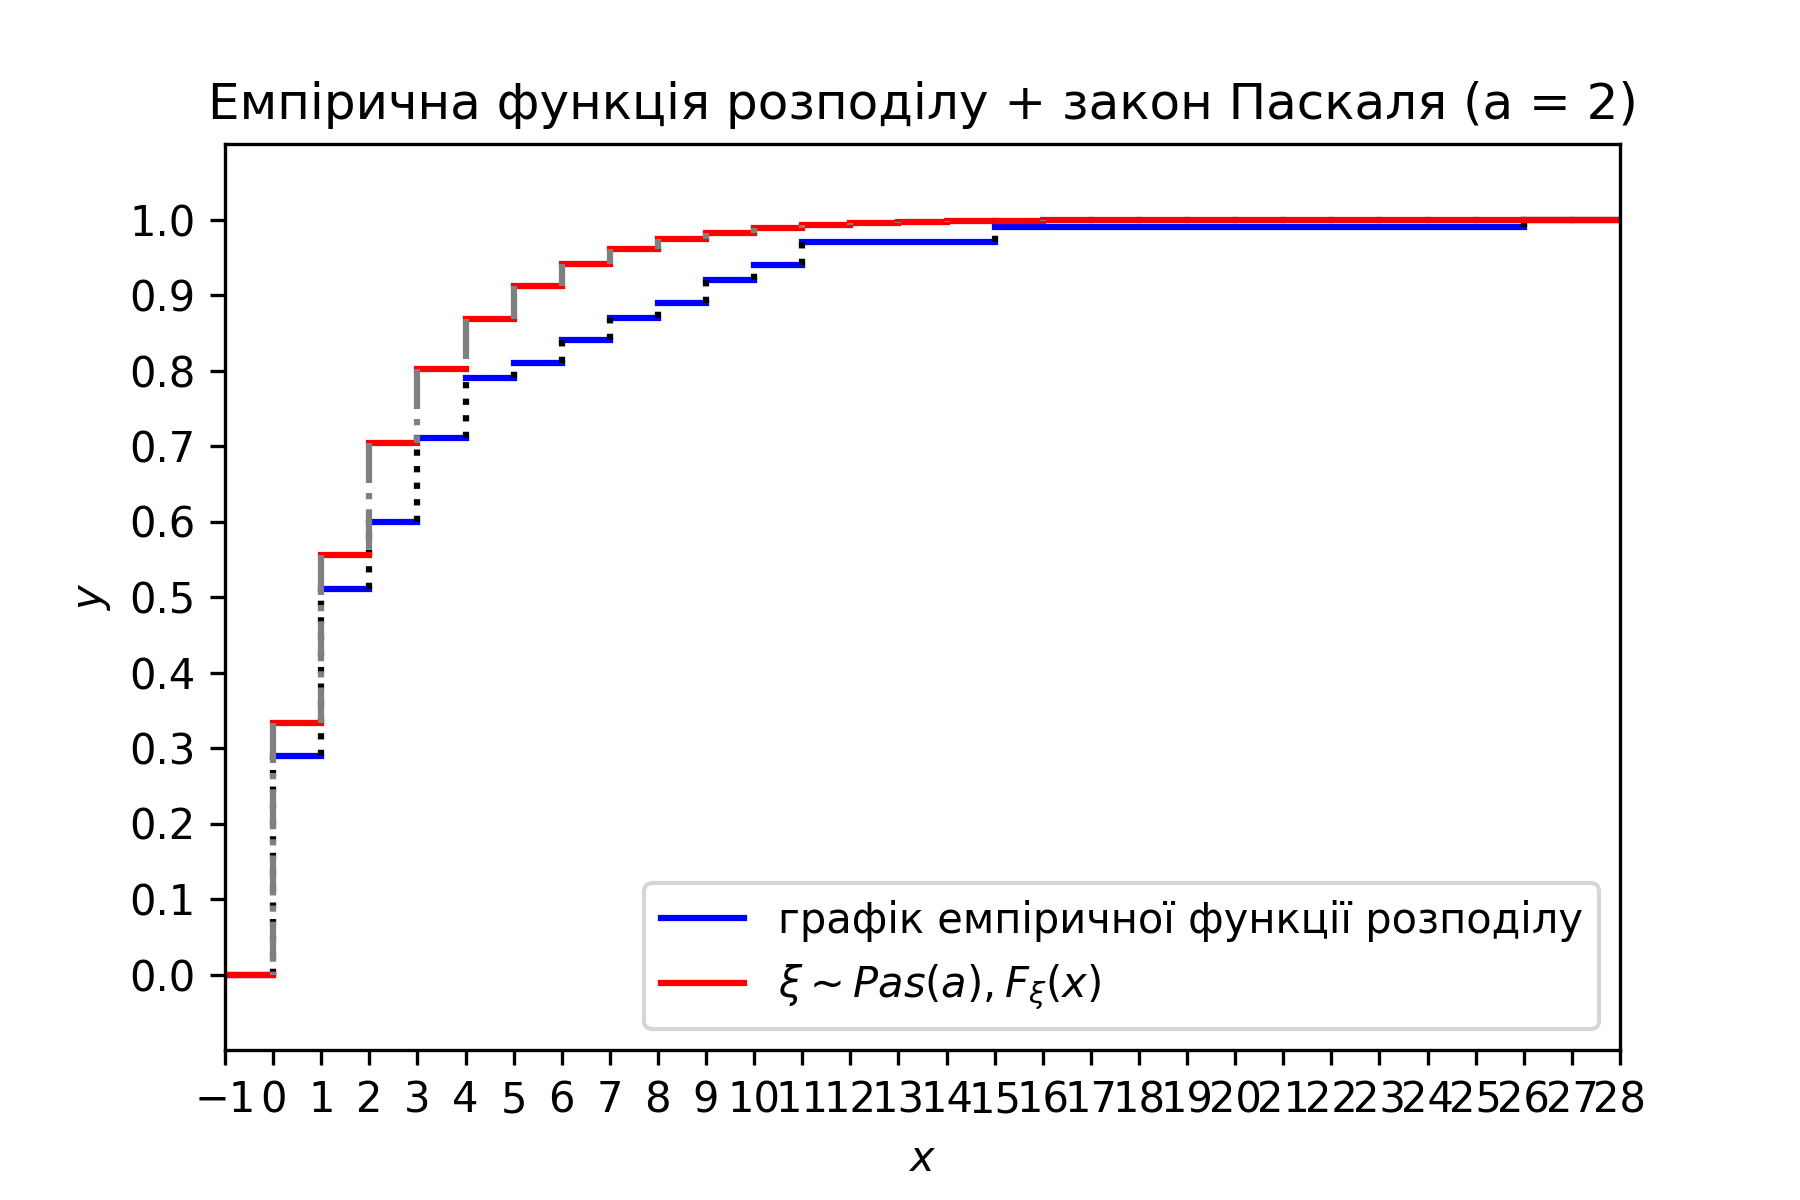 Емпірична функція розподілу + закон Паскаля (a = 2)
y
1.0
0.9
0.8
0.7
0.6
0.5
0.4
0.3
0.2
0.1
0.0
графік емпіричної функції розподілу
ξ ~ Pas(a), F_ξ(x)
−1 0 1 2 3 4 5 6 7 8 9 10 11 12 13 14 15 16 17 18 19 20 21 22 23 24 25 26 27 28
x